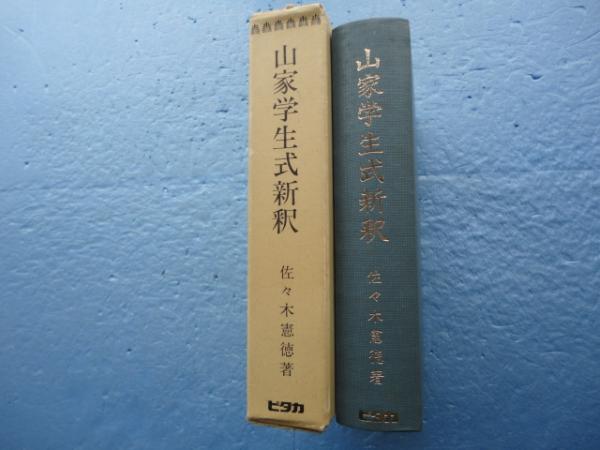 山家学生式新釈
佐々木憲徳著
ピタカ
山家学生式新釈
佐々木憲徳著
ピタカ